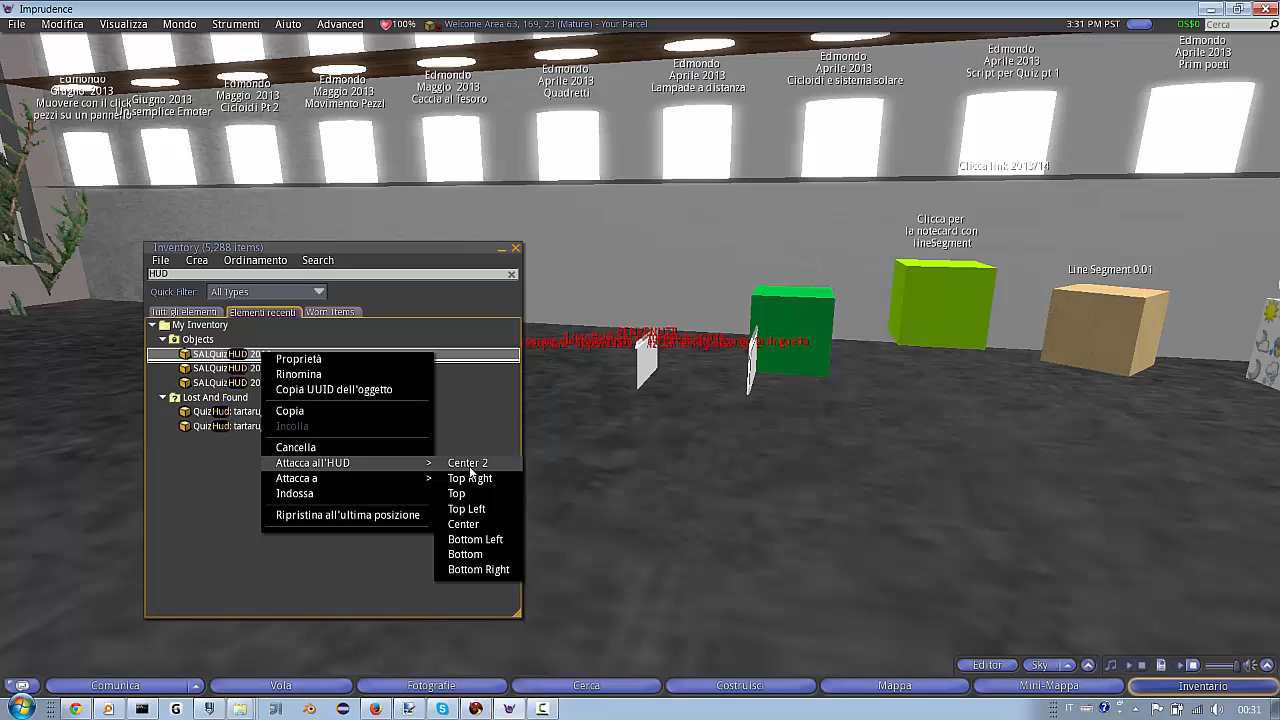 Imprudence
File Modifica Visualizza Mondo Strumenti Aiuto Advanced 100% Welcome Area 63, 169, 23 (Mature) - Your Parcel 3:31 PM PST OS$0 Cerca
Edmondo
Giugno 2013
Muovere con il click
pezzi su un
Giugno 2013
Emoter
Edmondo
Maggio 2013
Cicloidi Pt 2
Edmondo
Maggio 2013
Movimento Pezzi
Edmondo
Maggio 2013
Caccia al Tesoro
Edmondo
Aprile 2013
Quadretti
Edmondo
Aprile 2013
Lampade a distanza
Edmondo
Aprile 2013
Cicloidi e sistema solare
Edmondo
Aprile 2013
Script per Quiz pt 1
Edmondo
Aprile 2013
Prim poeti
Clicca link 2013/14
Clicca per
la notecard con
lineSegment
Line Segment 0.01
BENVENUTI
Inventory (5,288 items)
File Crea Ordinamento Search
HUD
Quick Filter: All Types
Tutti gli elementi Elementi recenti Worn Items
My Inventory
Objects
SALQuizHUD 20
SALQuizHUD 20
SALQuizHUD 20
Lost And Found
QuizHud: tartaru
QuizHud: tartaru
Proprietà
Rinomina
Copia UUID dell'oggetto
Copia
Incolla
Cancella
Attacca all'HUD >
Attacca a >
Indossa
Ripristina all'ultima posizione
Center 2
Top Right
Top
Top Left
Center
Bottom Left
Bottom
Bottom Right
Editor Sky
Comunica Vola Fotografie Cerca Costruisci Mappa Mini-Mappa Inventario
IT 00:31